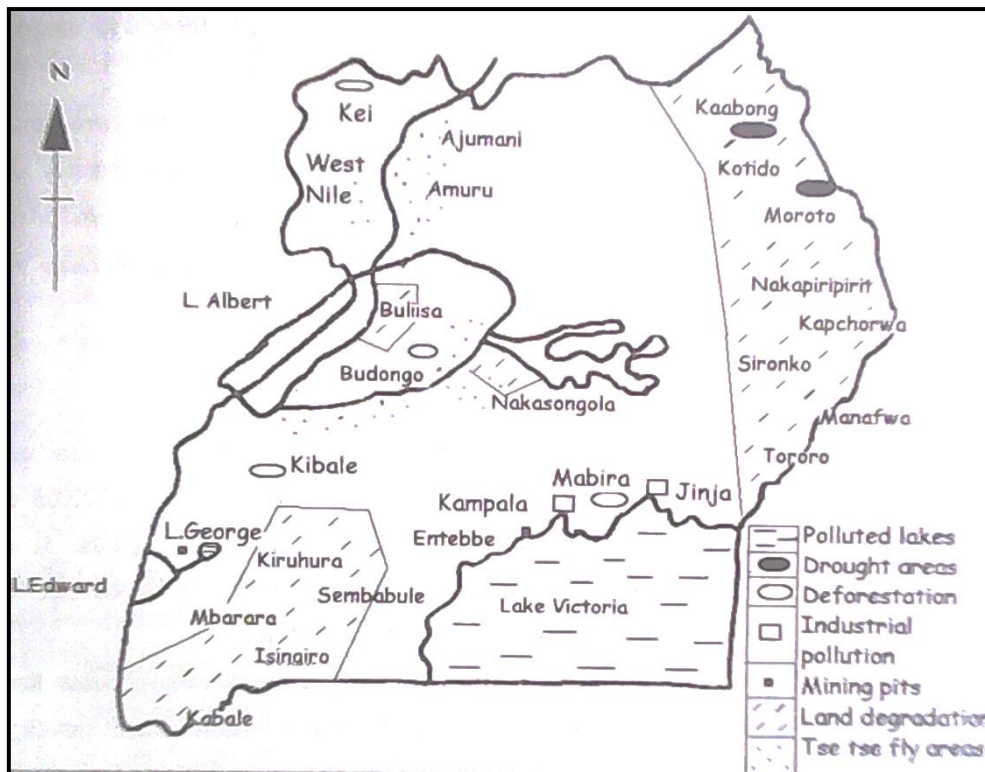 N
Kei
West
Nile
Ajumani
Amuru
Kaabong
Kotido
Moroto
L. Albert
Buliisa
Budongo
Nakasongola
Nakapiripirit
Kapchorwa
Sironko
Manafwa
Tororo
Kibale
L.George
Kiruhura
Kampala
Mabira
Jinja
Entebbe
L.Edward
Mbarara
Sembabule
Isinairo
Kabale
Lake Victoria
Polluted lakes
Drought areas
Deforestation
Industrial
pollution
Mining pits
Land degradation
Tse tse fly areas